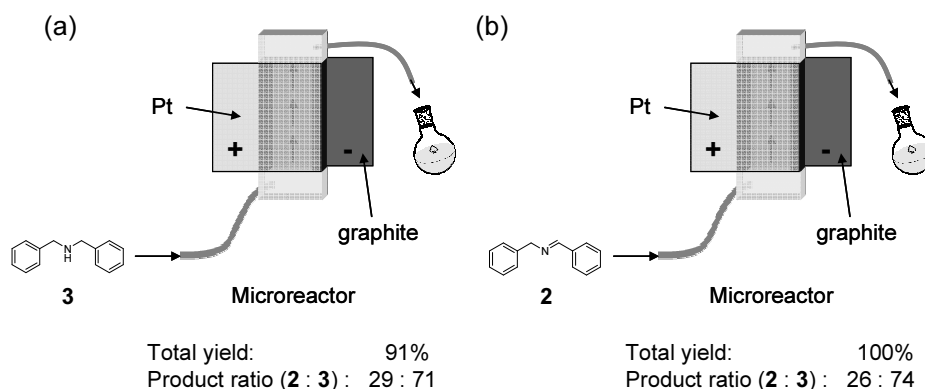 (a)
Pt
+
-
graphite
N
H
3
Microreactor
Total yield: 91%
Product ratio (2 : 3) : 29 : 71
(b)
Pt
+
-
graphite
N
2
Microreactor
Total yield: 100%
Product ratio (2 : 3) : 26 : 74